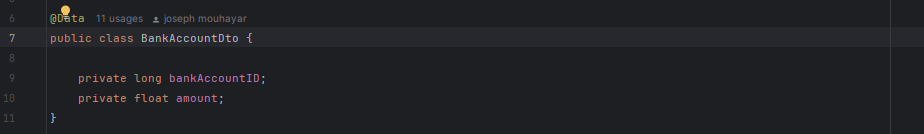 6 @Data 11 usages joseph mouhayar
7 public class BankAccountDto {
8
9 private long bankAccountID;
10 private float amount;
11 }